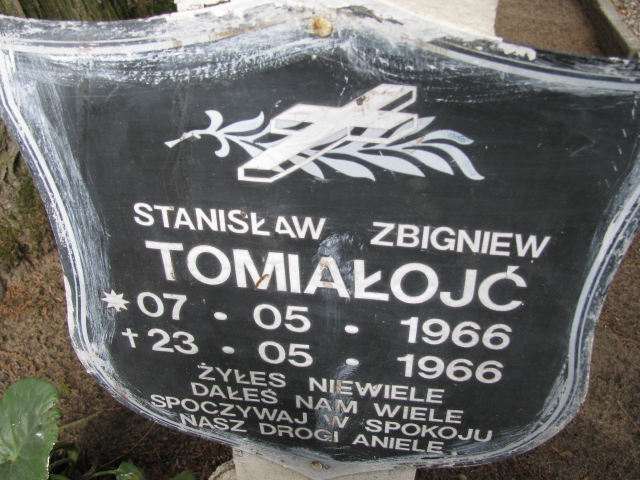 STANISŁAW ZBIGNIEW
TOMIAŁOJĆ
* 07 . 05 . 1966
† 23 . 05 . 1966
ŻYŁEŚ NIEWIELE
DAŁEŚ NAM WIELE
SPOCZYWAJ W SPOKOJU
NASZ DROGI ANIELE